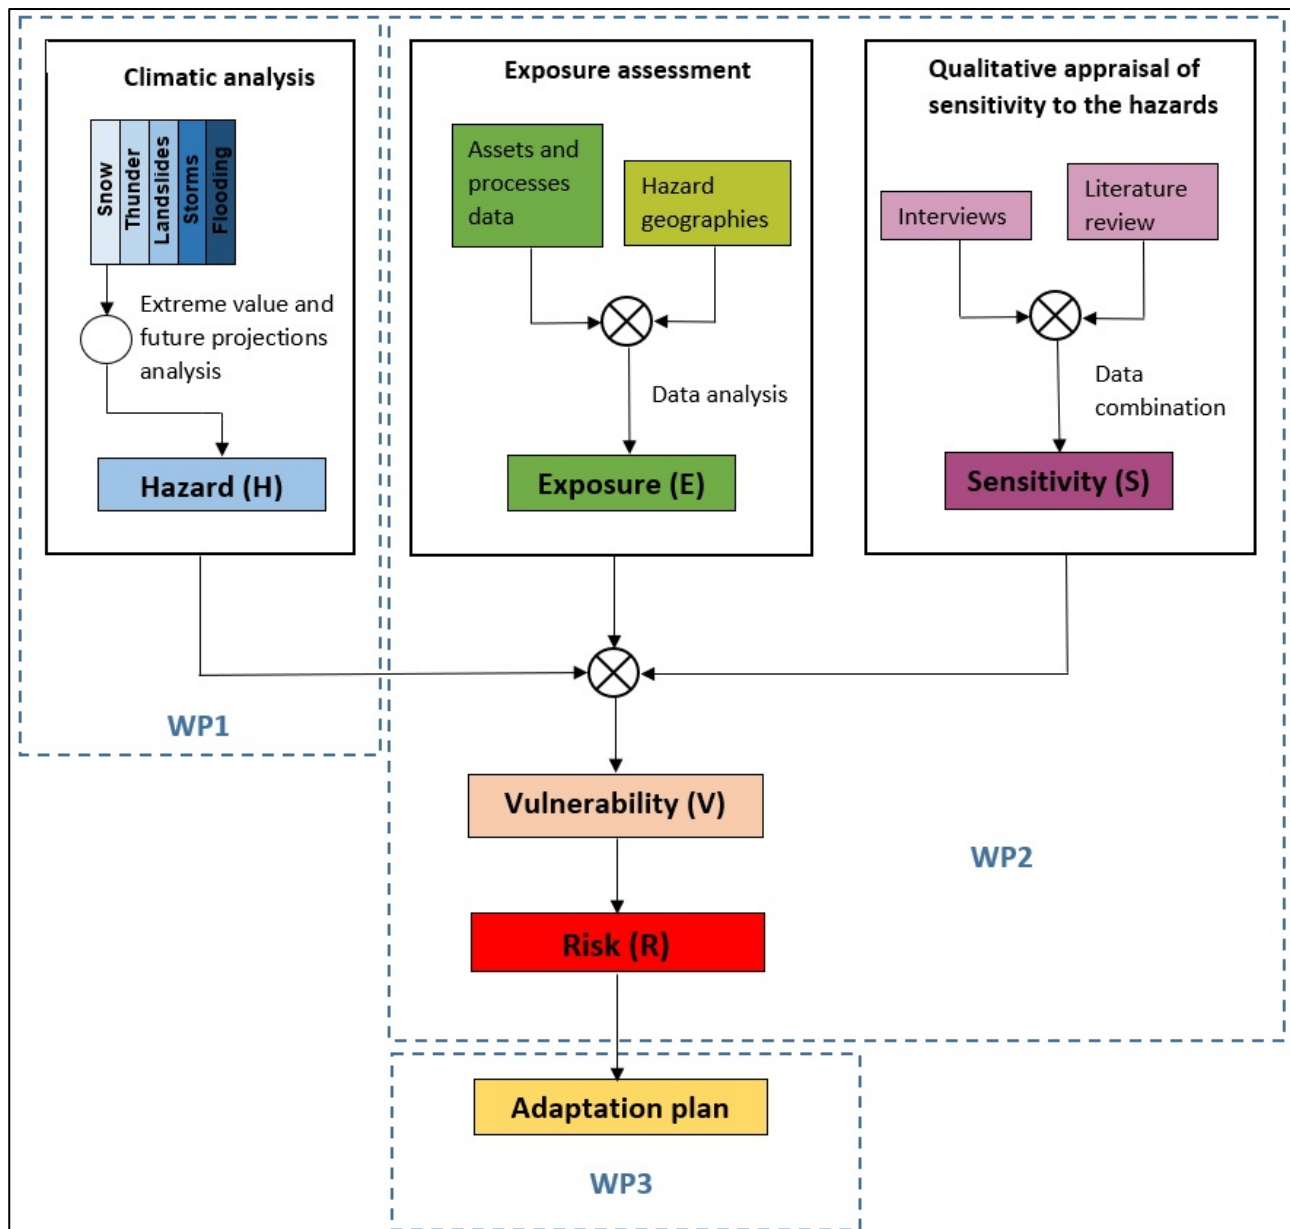 Climatic analysis
Snow
Thunder
Landslides
Storms
Flooding
Extreme value and
future projections
analysis
Hazard (H)
Exposure assessment
Assets and
processes
data
Hazard
geographies
Data analysis
Exposure (E)
Qualitative appraisal of
sensitivity to the hazards
Interviews
Literature
review
Data
combination
Sensitivity (S)
WP1
Vulnerability (V)
WP2
Risk (R)
Adaptation plan
WP3